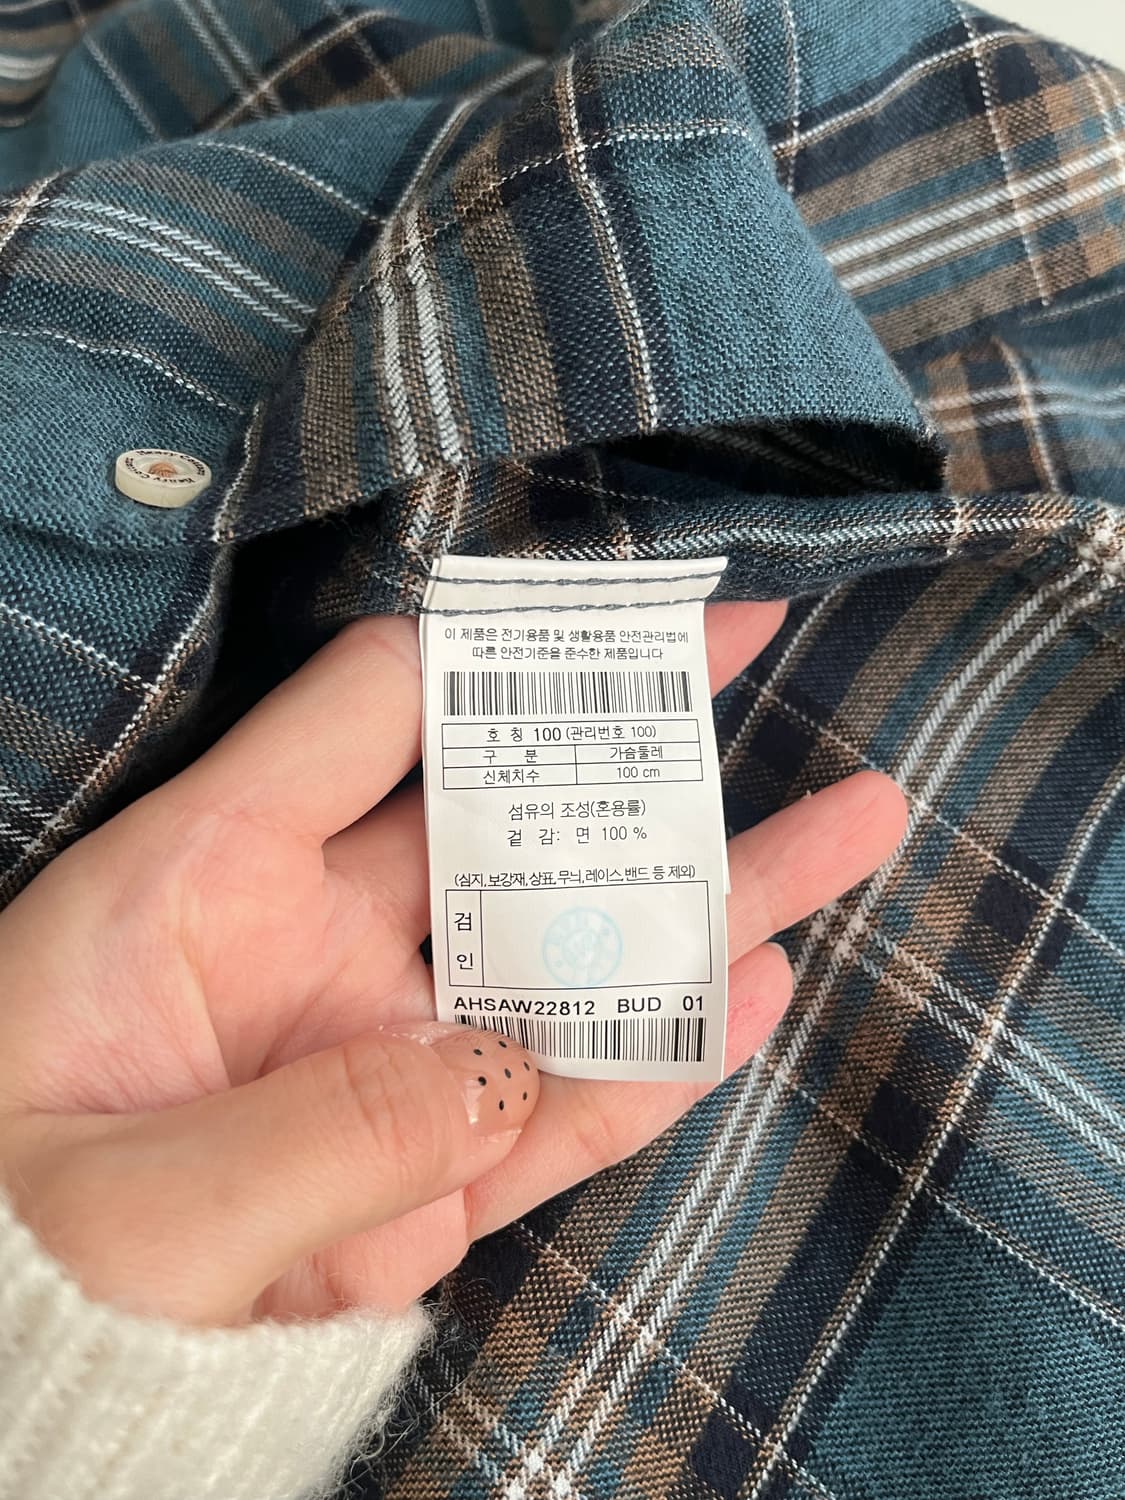 Henry Cotton's
이 제품은 전기용품 및 생활용품 안전관리법에
따른 안전기준을 준수한 제품입니다
호 칭 100 (관리번호 100)
구 분 가슴둘레
신체치수 100 cm
섬유의 조성(혼용률)
겉 감: 면 100 %
(심지,보강재,상표,무늬,레이스,밴드 등 제외)
검
인
AHSAW22812 BUD 01